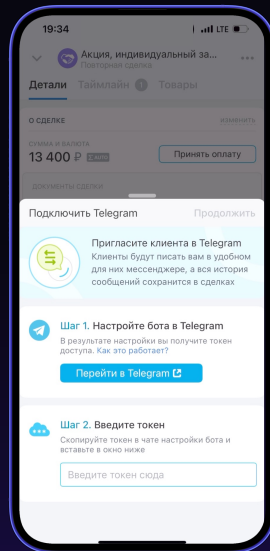 19:34
LTE
Акция, индивидуальный за...
Повторная сделка
Детали Таймлайн 1 Товары
О СДЕЛКЕ ИЗМЕНИТЬ
СУММА И ВАЛЮТА
13 400 ₽
Принять оплату
ДОКУМЕНТЫ СДЕЛКИ
Подключить Telegram Продолжить
Пригласите клиента в Telegram
Клиенты будут писать вам в удобном
для них мессенджере, а вся история
сообщений сохранится в сделках
Шаг 1. Настройте бота в Telegram
В результате настройки вы получите токен
доступа. Как это работает?
Перейти в Telegram
Шаг 2. Введите токен
Скопируйте токен в чате настройки бота и
вставьте в окно ниже
Введите токен сюда